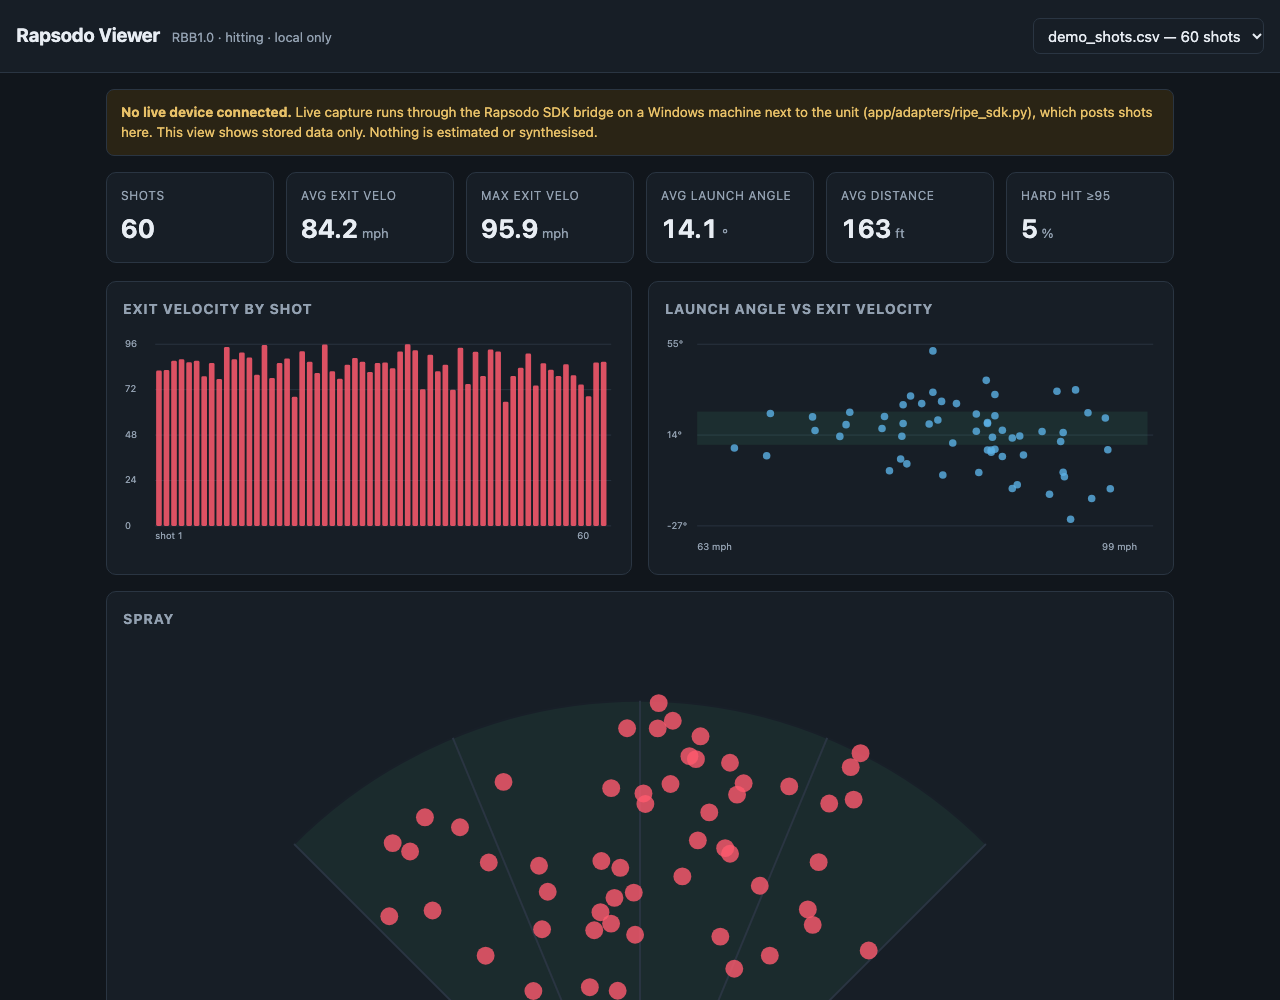 Rapsodo Viewer RBB1.0 · hitting · local only
demo_shots.csv — 60 shots
No live device connected. Live capture runs through the Rapsodo SDK bridge on a Windows machine next to the unit (app/adapters/ripe_sdk.py), which posts shots
here. This view shows stored data only. Nothing is estimated or synthesised.
SHOTS
60
AVG EXIT VELO
84.2 mph
MAX EXIT VELO
95.9 mph
AVG LAUNCH ANGLE
14.1 °
AVG DISTANCE
163 ft
HARD HIT ≥95
5 %
EXIT VELOCITY BY SHOT
96
72
48
24
0
shot 1
60
LAUNCH ANGLE VS EXIT VELOCITY
55°
14°
-27°
63 mph
99 mph
SPRAY